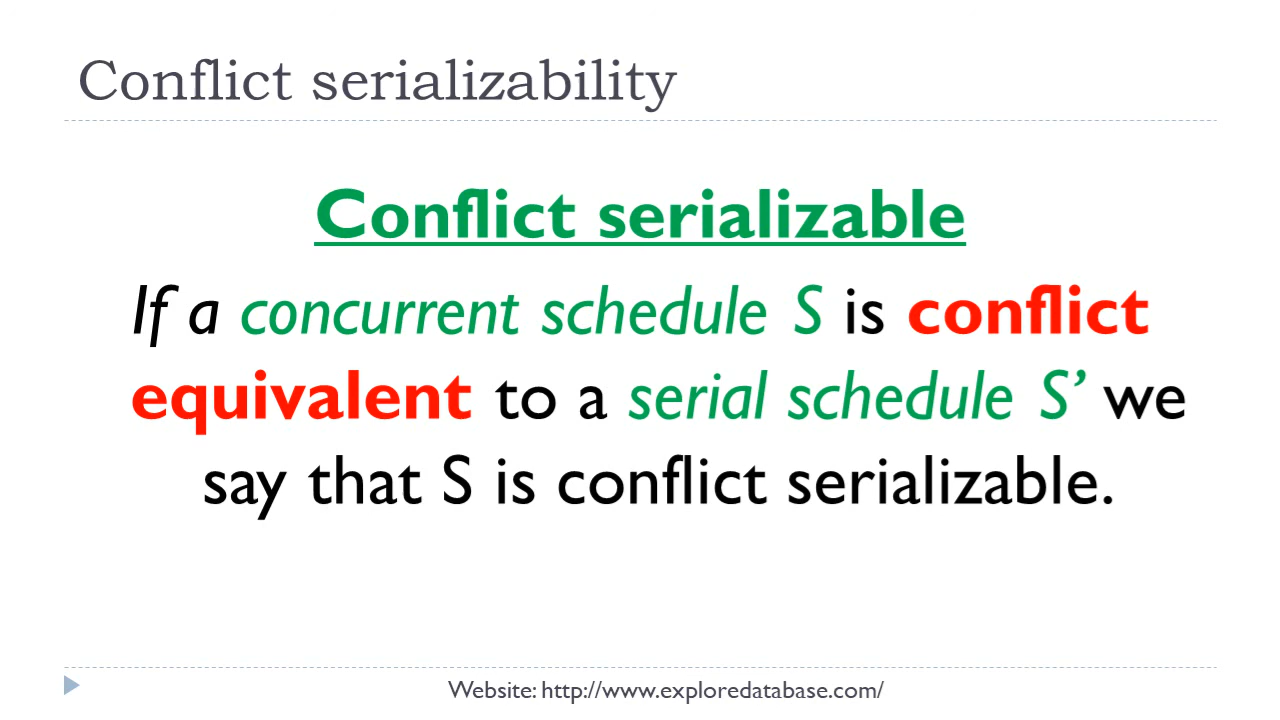 Conflict serializability
Conflict serializable
If a concurrent schedule S is conflict
equivalent to a serial schedule S’ we
say that S is conflict serializable.
Website: http://www.exploredatabase.com/